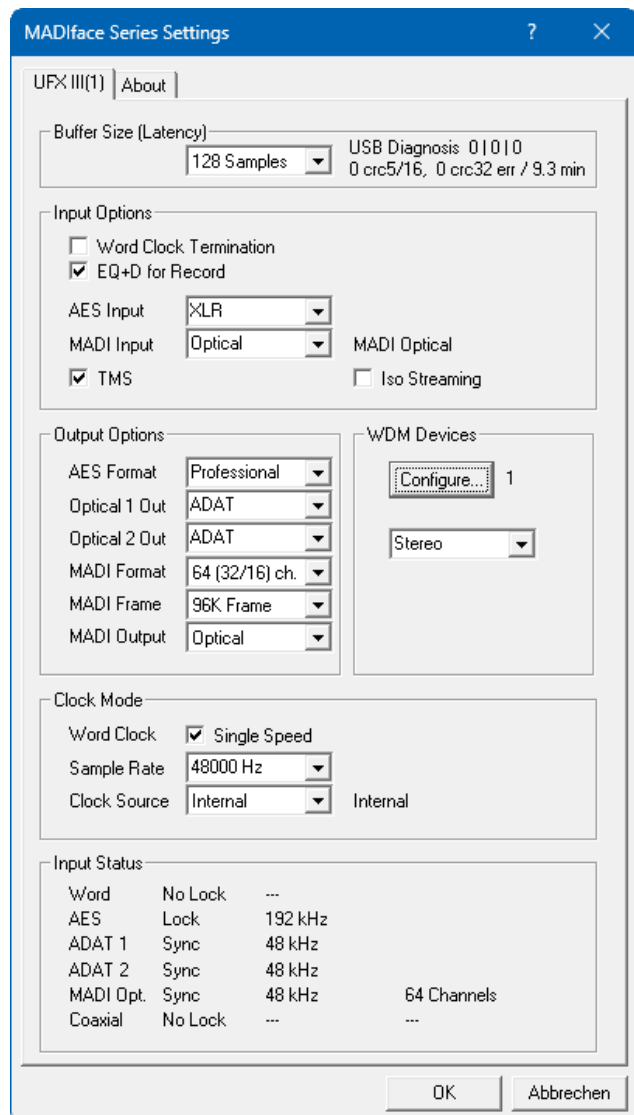 MADIface Series Settings ? ×
UFX III(1) About
Buffer Size (Latency)
128 Samples
USB Diagnosis 0|0|0
0 crc5/16, 0 crc32 err / 9.3 min
Input Options
Word Clock Termination
EQ+D for Record
AES Input XLR
MADI Input Optical MADI Optical
TMS Iso Streaming
Output Options
AES Format Professional
Optical 1 Out ADAT
Optical 2 Out ADAT
MADI Format 64 (32/16) ch.
MADI Frame 96K Frame
MADI Output Optical
WDM Devices
Configure... 1
Stereo
Clock Mode
Word Clock Single Speed
Sample Rate 48000 Hz
Clock Source Internal Internal
Input Status
Word No Lock ---
AES Lock 192 kHz
ADAT 1 Sync 48 kHz
ADAT 2 Sync 48 kHz
MADI Opt. Sync 48 kHz 64 Channels
Coaxial No Lock --- ---
OK Abbrechen